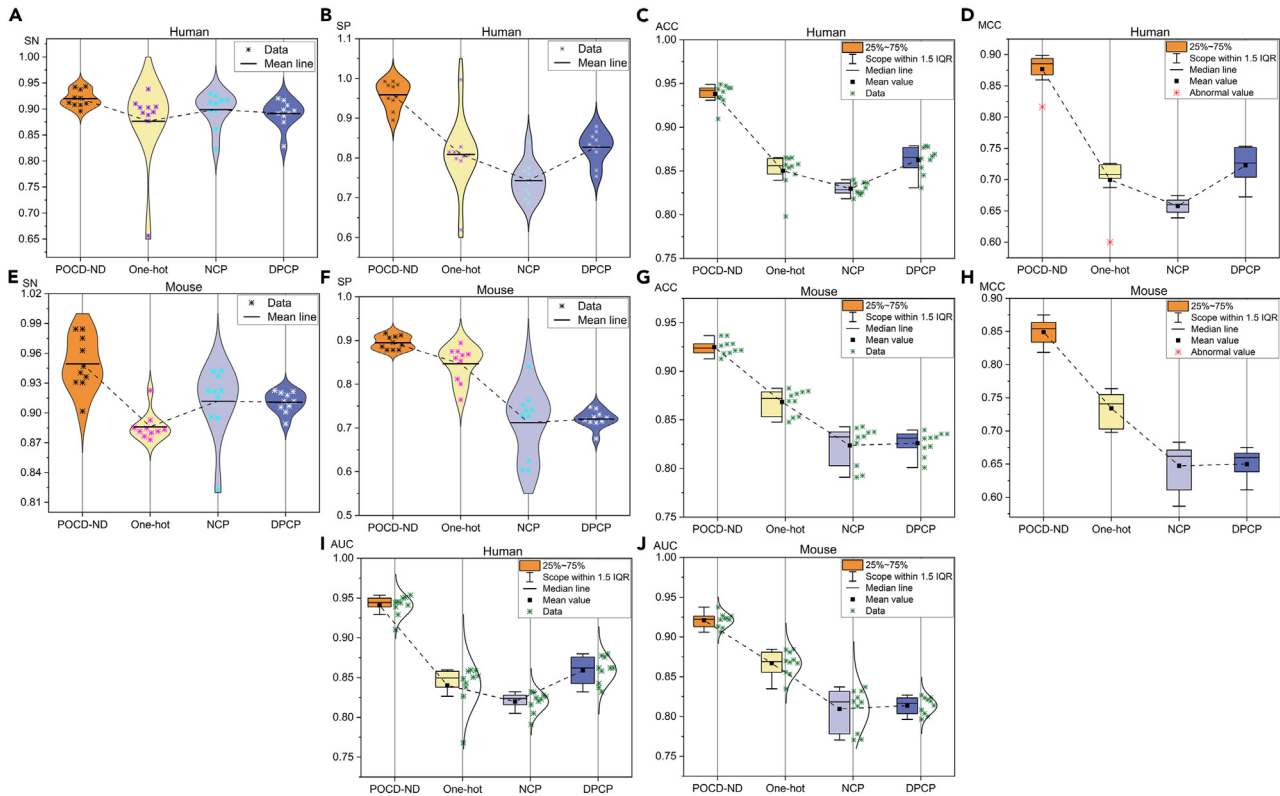 A
SN
Human
Data
Mean line
1.00
0.95
0.90
0.85
0.80
0.75
0.70
0.65
POCD-ND One-hot NCP DPCP
B
SP
Human
Data
Mean line
1.1
1.0
0.9
0.8
0.7
0.6
POCD-ND One-hot NCP DPCP
C
ACC
Human
25%~75%
Scope within 1.5 IQR
Median line
Mean value
Data
1.00
0.95
0.90
0.85
0.80
0.75
POCD-ND One-hot NCP DPCP
D
MCC
Human
25%~75%
Scope within 1.5 IQR
Median line
Mean value
Abnormal value
0.90
0.85
0.80
0.75
0.70
0.65
0.60
POCD-ND One-hot NCP DPCP
E
SN
Mouse
Data
Mean line
1.02
0.99
0.96
0.93
0.90
0.87
0.84
0.81
POCD-ND One-hot NCP DPCP
F
SP
Mouse
Data
Mean line
1.0
0.9
0.8
0.7
0.6
0.5
POCD-ND One-hot NCP DPCP
G
ACC
Mouse
25%~75%
Scope within 1.5 IQR
Median line
Mean value
Data
0.975
0.925
0.90
0.875
0.850
0.825
0.80
0.75
POCD-ND One-hot NCP DPCP
H
MCC
Mouse
25%~75%
Scope within 1.5 IQR
Median line
Mean value
Abnormal value
0.90
0.85
0.80
0.75
0.70
0.65
0.60
POCD-ND One-hot NCP DPCP
I
AUC
Human
25%~75%
Scope within 1.5 IQR
Median line
Mean value
Data
1.00
0.95
0.90
0.85
0.80
0.75
POCD-ND One-hot NCP DPCP
J
AUC
Mouse
25%~75%
Scope within 1.5 IQR
Median line
Mean value
Data
1.00
0.95
0.90
0.85
0.80
0.75
POCD-ND One-hot NCP DPCP